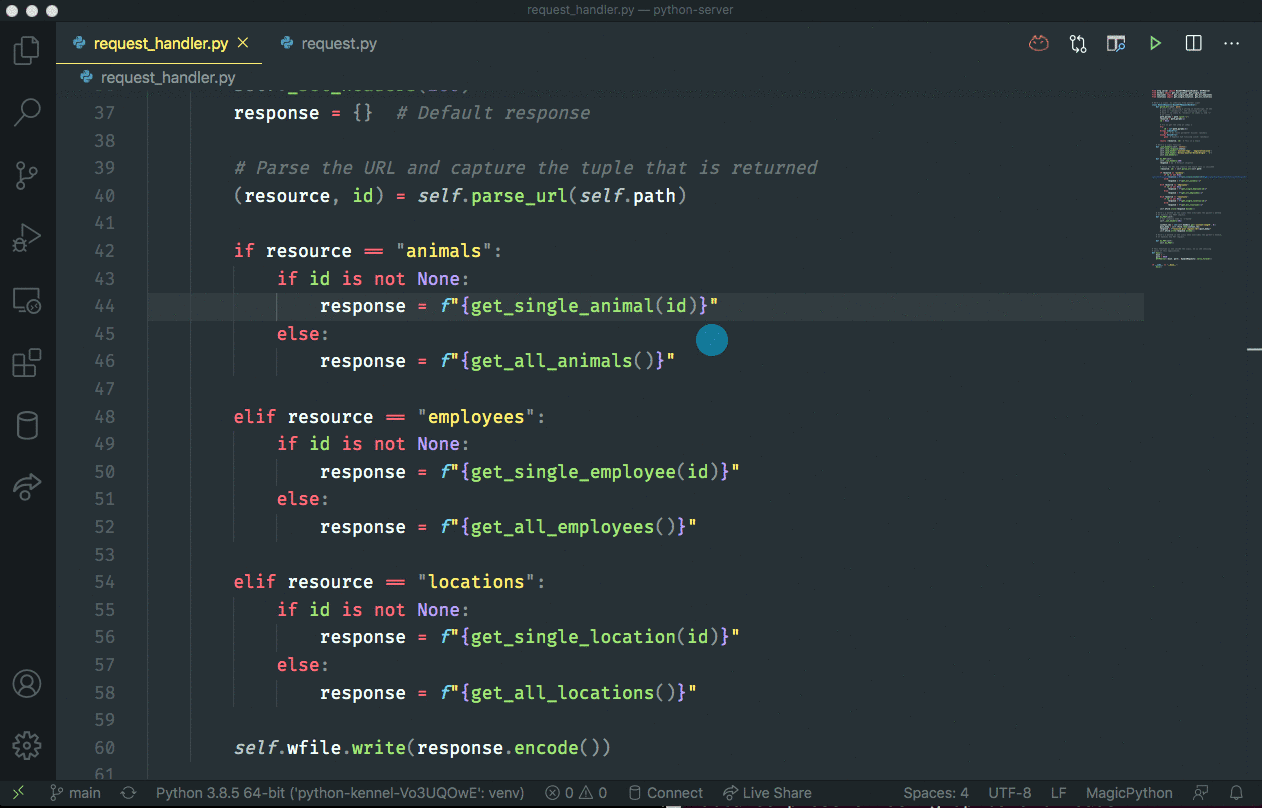 request_handler.py — python-server
request_handler.py
request.py
request_handler.py
37 response = {}  # Default response
38
39 # Parse the URL and capture the tuple that is returned
40 (resource, id) = self.parse_url(self.path)
41
42 if resource == "animals":
43 if id is not None:
44 response = f"{get_single_animal(id)}"
45 else:
46 response = f"{get_all_animals()}"
47
48 elif resource == "employees":
49 if id is not None:
50 response = f"{get_single_employee(id)}"
51 else:
52 response = f"{get_all_employees()}"
53
54 elif resource == "locations":
55 if id is not None:
56 response = f"{get_single_location(id)}"
57 else:
58 response = f"{get_all_locations()}"
59
60 self.wfile.write(response.encode())
61
main Python 3.8.5 64-bit ('python-kennel-Vo3UQOwE': venv) 0 0 Connect Live Share Spaces: 4 UTF-8 LF MagicPython